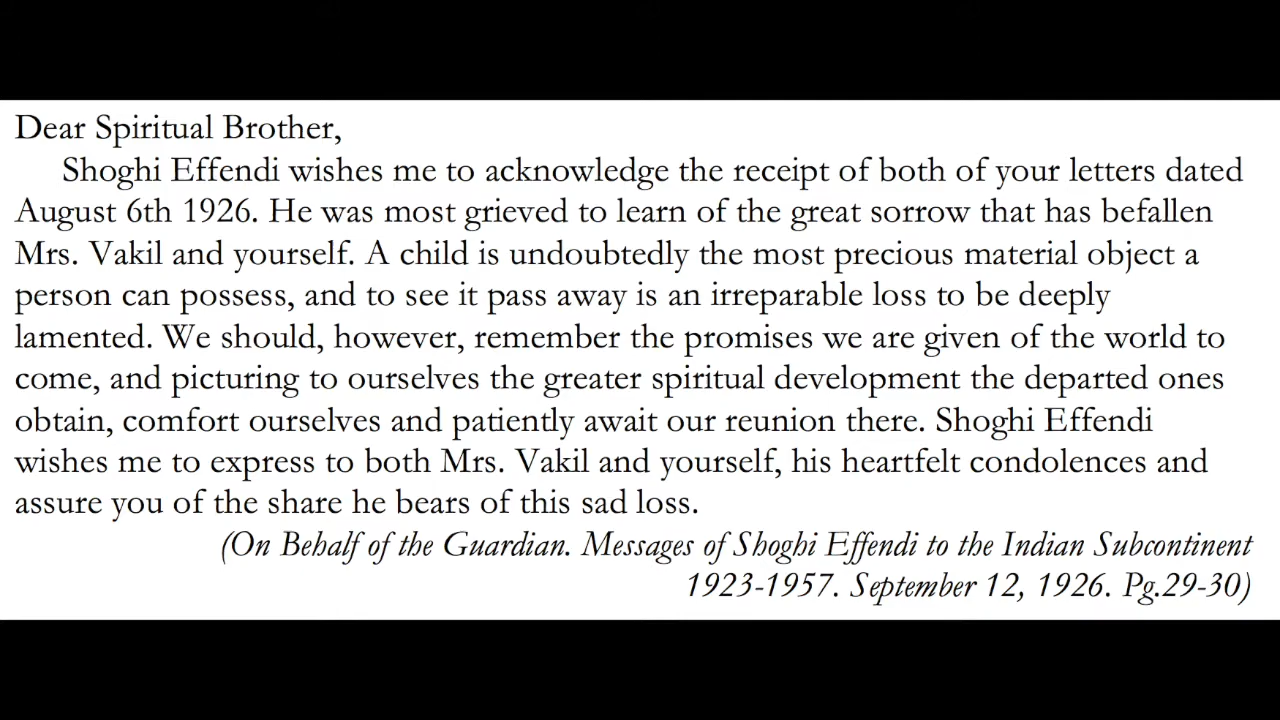 Dear Spiritual Brother,
Shoghi Effendi wishes me to acknowledge the receipt of both of your letters dated
August 6th 1926. He was most grieved to learn of the great sorrow that has befallen
Mrs. Vakil and yourself. A child is undoubtedly the most precious material object a
person can possess, and to see it pass away is an irreparable loss to be deeply
lamented. We should, however, remember the promises we are given of the world to
come, and picturing to ourselves the greater spiritual development the departed ones
obtain, comfort ourselves and patiently await our reunion there. Shoghi Effendi
wishes me to express to both Mrs. Vakil and yourself, his heartfelt condolences and
assure you of the share he bears of this sad loss.
(On Behalf of the Guardian. Messages of Shoghi Effendi to the Indian Subcontinent
1923-1957. September 12, 1926. Pg.29-30)